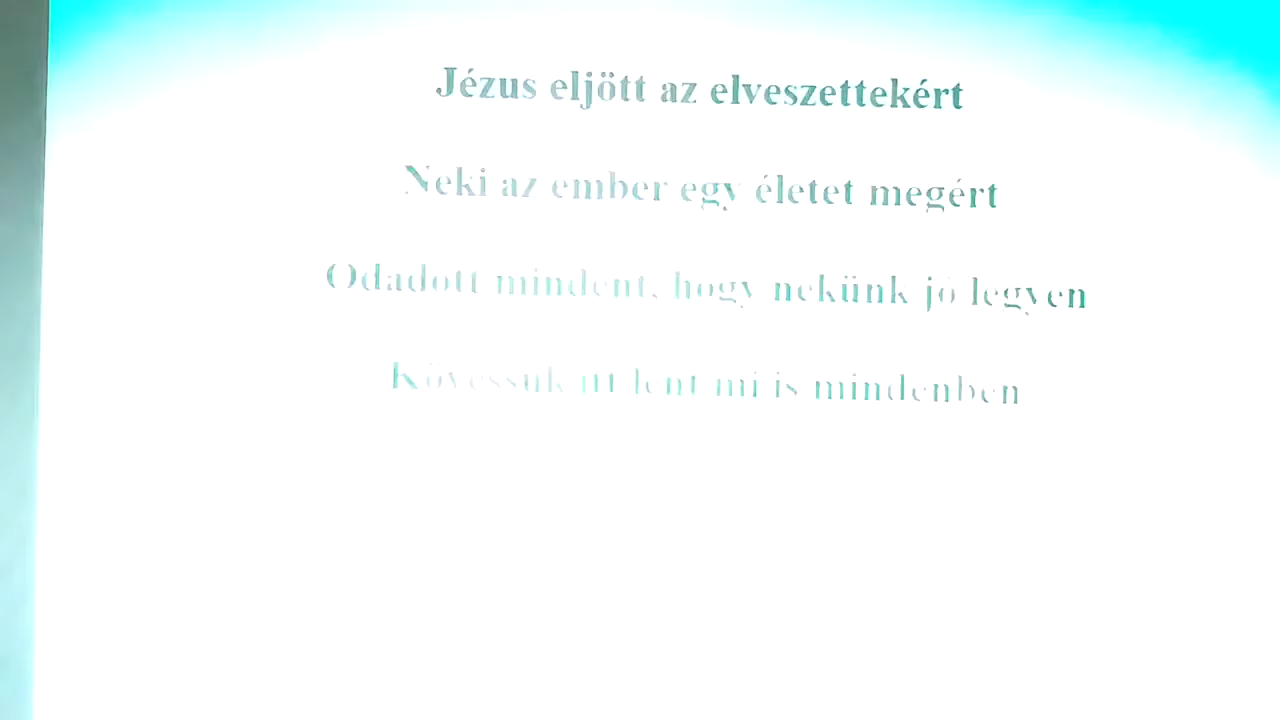 Jézus eljött az elveszettekért
Neki az ember egy életet megért
Odadott mindent, hogy nekünk jó legyen
Kövessük itt lent mi is mindenben